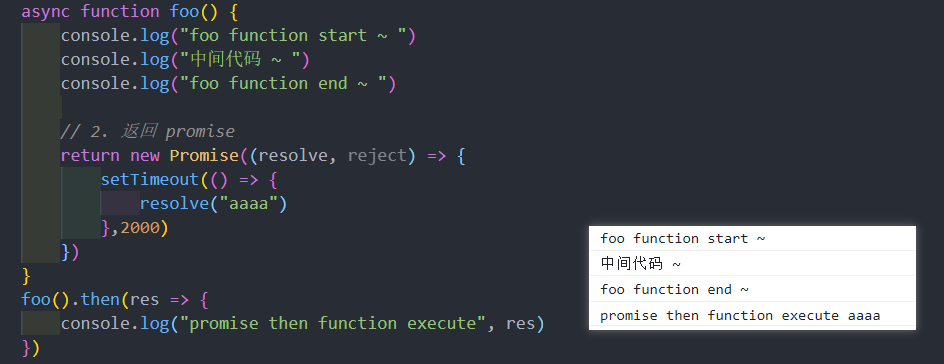 async function foo() {
    console.log("foo function start ~ ")
    console.log("中间代码 ~ ")
    console.log("foo function end ~ ")
    // 2. 返回 promise
    return new Promise((resolve, reject) => {
        setTimeout(() => {
            resolve("aaaa")
        },2000)
    })
}
foo().then(res => {
    console.log("promise then function execute", res)
})
foo function start ~
中间代码 ~
foo function end ~
promise then function execute aaaa